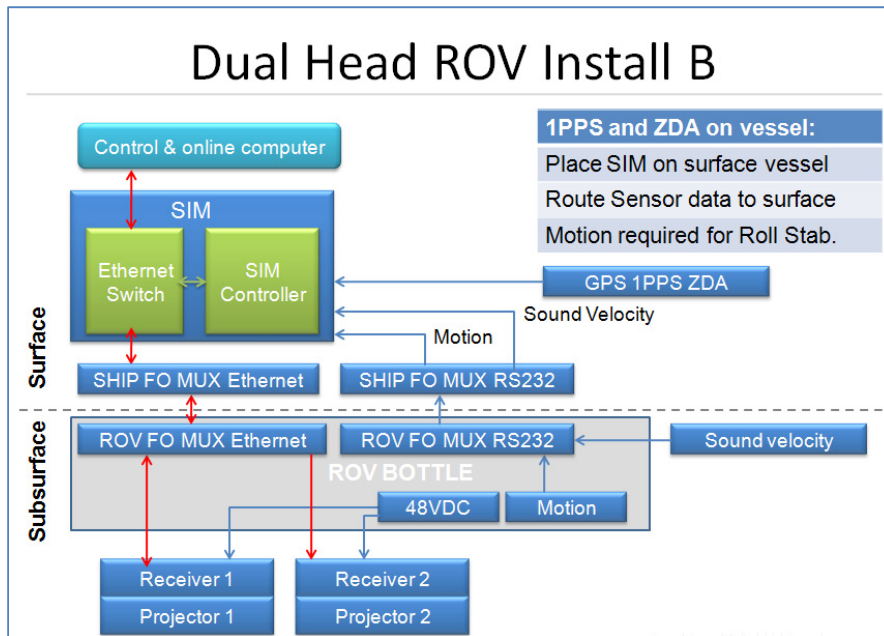 Dual Head ROV Install B
1PPS and ZDA on vessel:
Place SIM on surface vessel
Route Sensor data to surface
Motion required for Roll Stab.
Control & online computer
SIM
Ethernet
Switch
SIM
Controller
GPS 1PPS ZDA
Sound Velocity
Motion
Surface
SHIP FO MUX Ethernet
SHIP FO MUX RS232
Subsurface
ROV FO MUX Ethernet
ROV FO MUX RS232
Sound velocity
ROV BOTTLE
48VDC
Motion
Receiver 1
Projector 1
Receiver 2
Projector 2